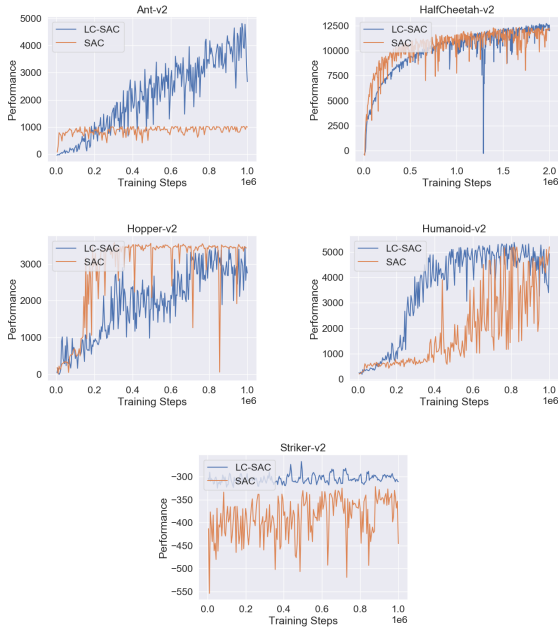 Ant-v2
LC-SAC
SAC
Performance
5000
4000
3000
2000
1000
0
0.0 0.2 0.4 0.6 0.8 1.0
Training Steps
1e6
HalfCheetah-v2
LC-SAC
SAC
Performance
12500
10000
7500
5000
2500
0
0.0 0.5 1.0 1.5 2.0
Training Steps
1e6
Hopper-v2
LC-SAC
SAC
Performance
3000
2000
1000
0
0.0 0.2 0.4 0.6 0.8 1.0
Training Steps
1e6
Humanoid-v2
LC-SAC
SAC
Performance
5000
4000
3000
2000
1000
0
0.0 0.2 0.4 0.6 0.8 1.0
Training Steps
1e6
Striker-v2
LC-SAC
SAC
Performance
−300
−350
−400
−450
−500
−550
0.0 0.2 0.4 0.6 0.8 1.0
Training Steps
1e6